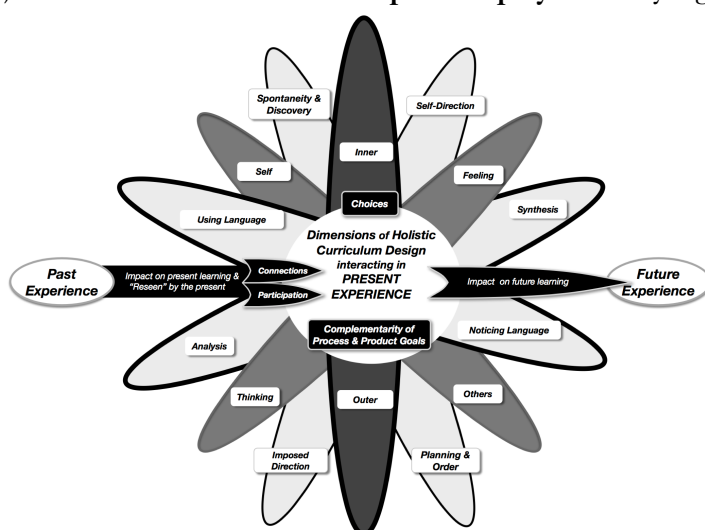 Spontaneity &
Discovery
Self-Direction
Inner
Self
Feeling
Choices
Using Language
Synthesis
Dimensions of Holistic
Curriculum Design
interacting in
PRESENT
EXPERIENCE
Past
Experience
Impact on present learning &
"Reseen" by the present
Connections
Participation
Impact on future learning
Future
Experience
Complementarity of
Process & Product Goals
Analysis
Noticing Language
Thinking
Outer
Others
Imposed
Direction
Planning &
Order